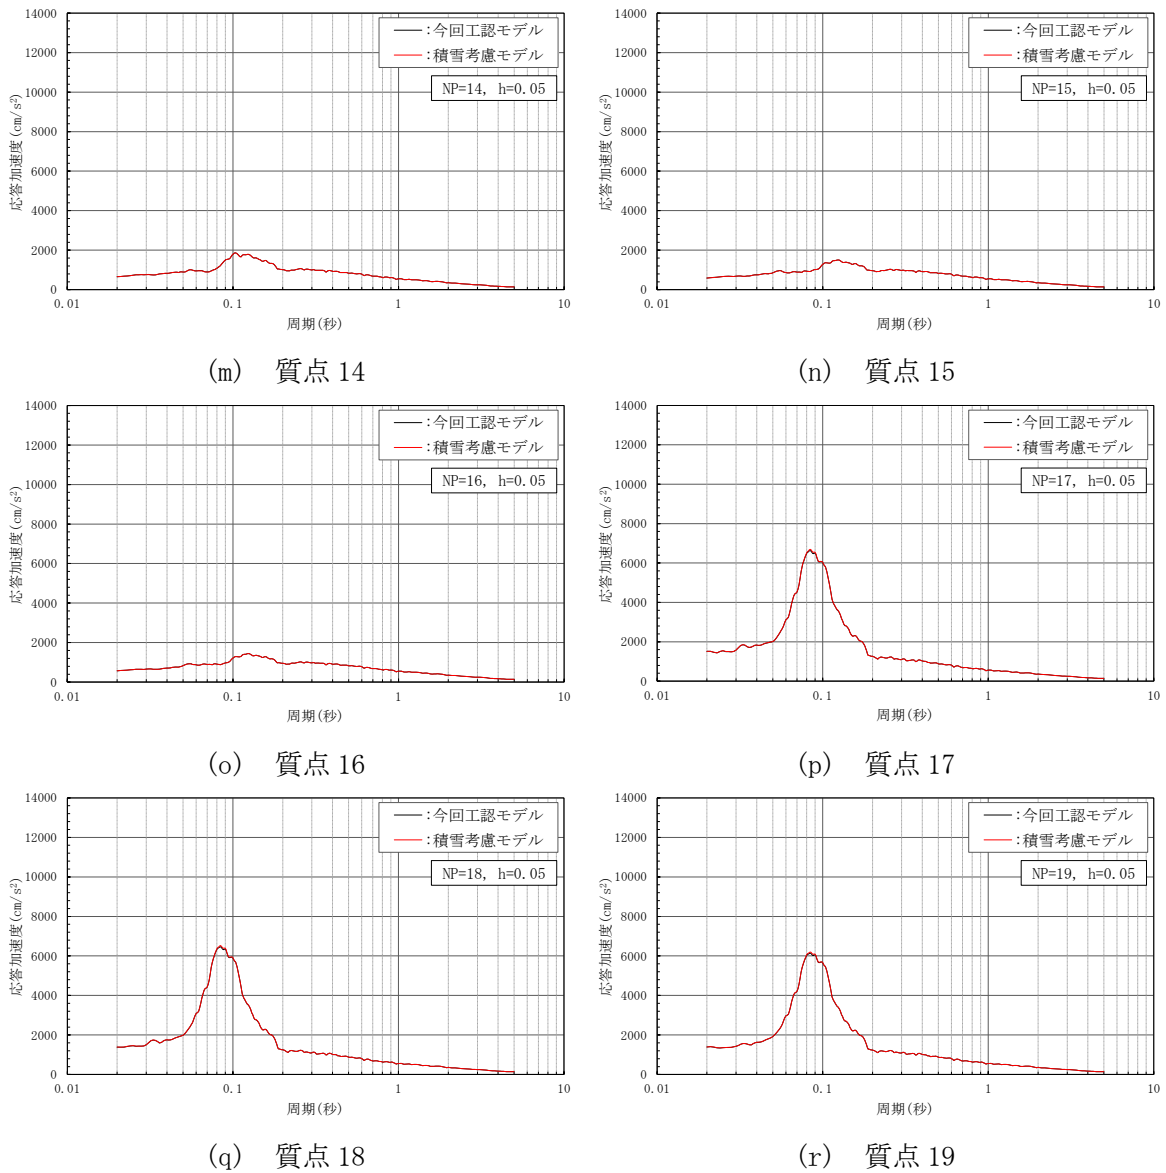 14000
12000
10000
8000
6000
4000
2000
0
応答加速度(cm/s²)
―:今回工認モデル
―:積雪考慮モデル
NP=14, h=0.05
0.01 0.1 1 10
周期(秒)
(m) 質点 14
14000
12000
10000
8000
6000
4000
2000
0
応答加速度(cm/s²)
―:今回工認モデル
―:積雪考慮モデル
NP=15, h=0.05
0.01 0.1 1 10
周期(秒)
(n) 質点 15
14000
12000
10000
8000
6000
4000
2000
0
応答加速度(cm/s²)
―:今回工認モデル
―:積雪考慮モデル
NP=16, h=0.05
0.01 0.1 1 10
周期(秒)
(o) 質点 16
14000
12000
10000
8000
6000
4000
2000
0
応答加速度(cm/s²)
―:今回工認モデル
―:積雪考慮モデル
NP=17, h=0.05
0.01 0.1 1 10
周期(秒)
(p) 質点 17
14000
12000
10000
8000
6000
4000
2000
0
応答加速度(cm/s²)
―:今回工認モデル
―:積雪考慮モデル
NP=18, h=0.05
0.01 0.1 1 10
周期(秒)
(q) 質点 18
14000
12000
10000
8000
6000
4000
2000
0
応答加速度(cm/s²)
―:今回工認モデル
―:積雪考慮モデル
NP=19, h=0.05
0.01 0.1 1 10
周期(秒)
(r) 質点 19